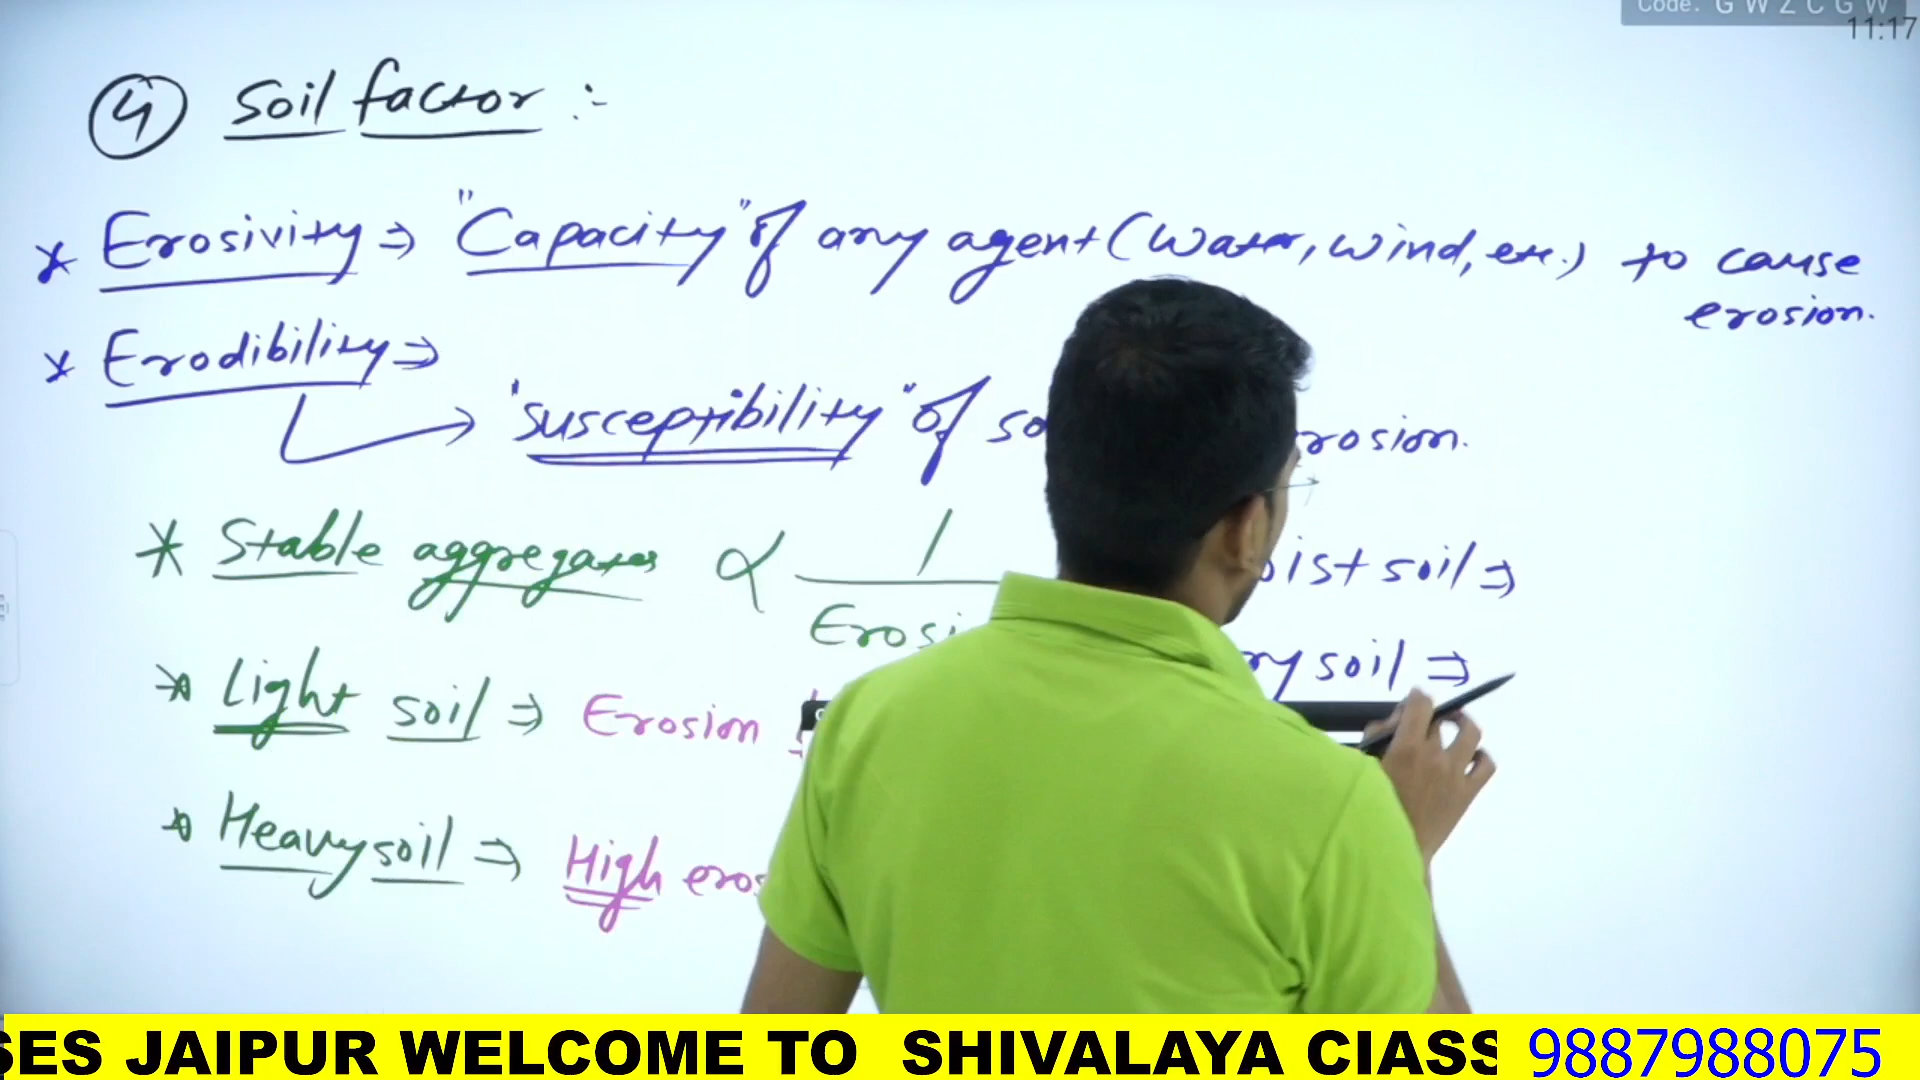 Code: G W Z C G W
11:17
④ Soil factor :-
* Erosivity ⇒ "Capacity" of any agent (Water, wind, etc.) to cause
erosion.
* Erodibility ⇒
"susceptibility" of so rosion.
* Stable aggregates ∝ 1
Erosi
oist soil ⇒
* Light soil ⇒ Erosion
ry soil ⇒
* Heavy soil ⇒ High eros
SES JAIPUR WELCOME TO SHIVALAYA ClASS 9887988075